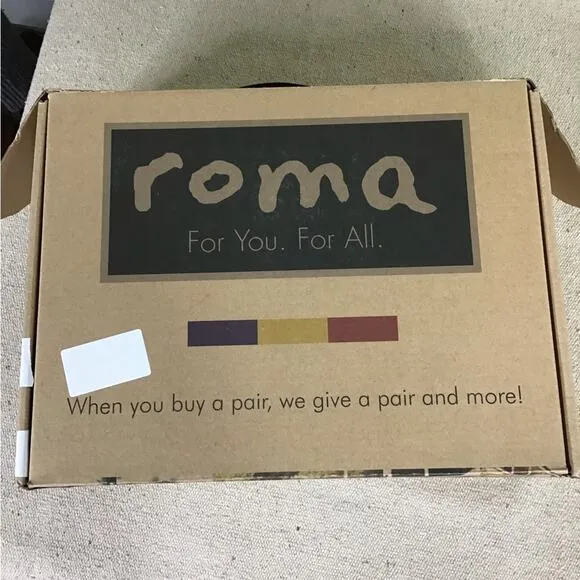 roma
For You. For All.
When you buy a pair, we give a pair and more!